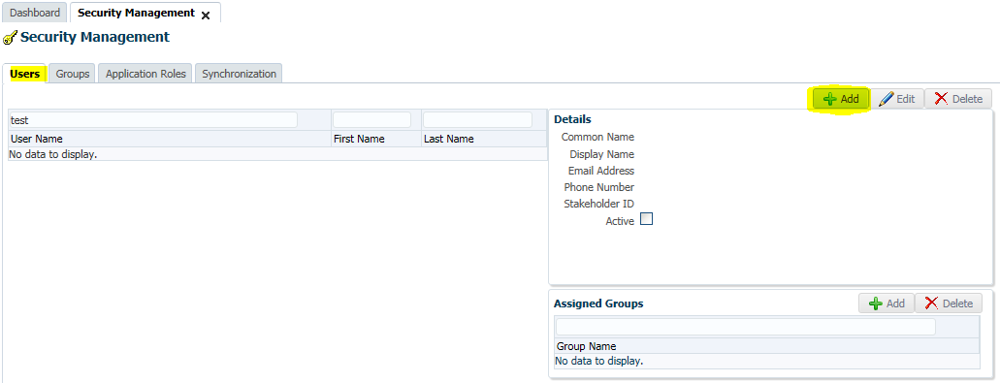 Dashboard Security Management x
Security Management
Users Groups Application Roles Synchronization
Add Edit Delete
test
User Name First Name Last Name
No data to display.
Details
Common Name
Display Name
Email Address
Phone Number
Stakeholder ID
Active
Assigned Groups Add Delete
Group Name
No data to display.